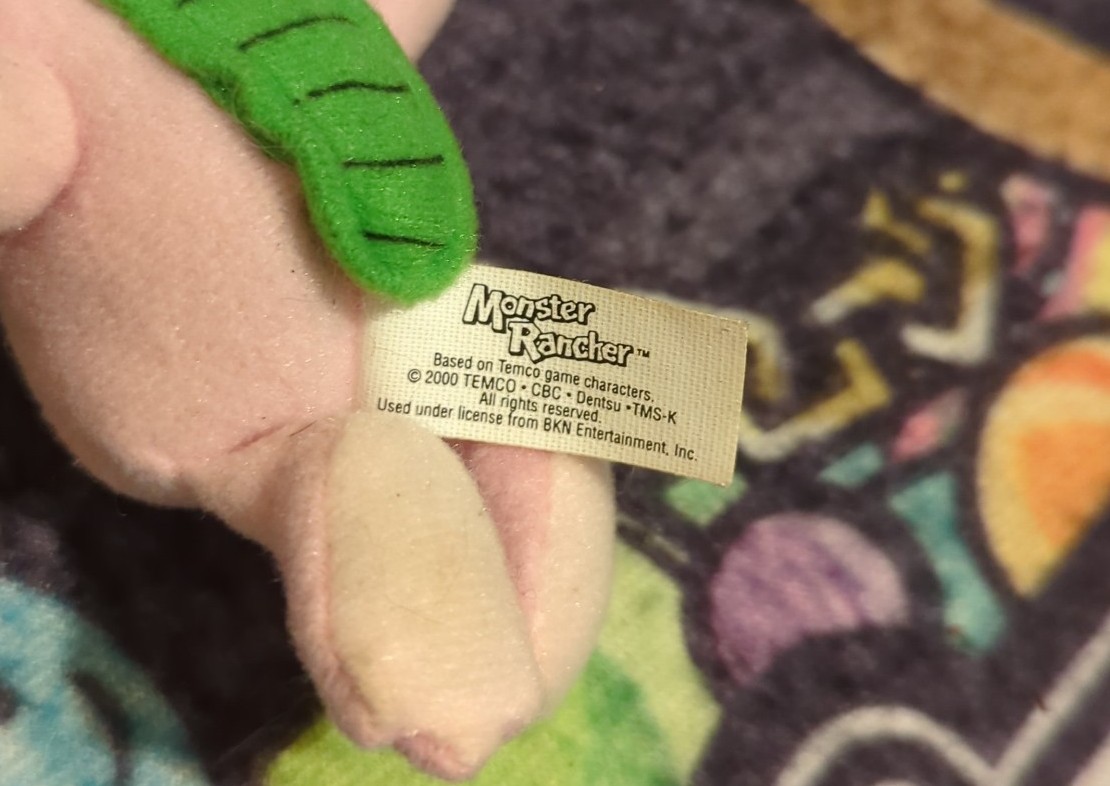 Monster
Rancher™
Based on Temco game characters.
© 2000 TEMCO • CBC • Dentsu •TMS-K
All rights reserved.
Used under license from BKN Entertainment, Inc.